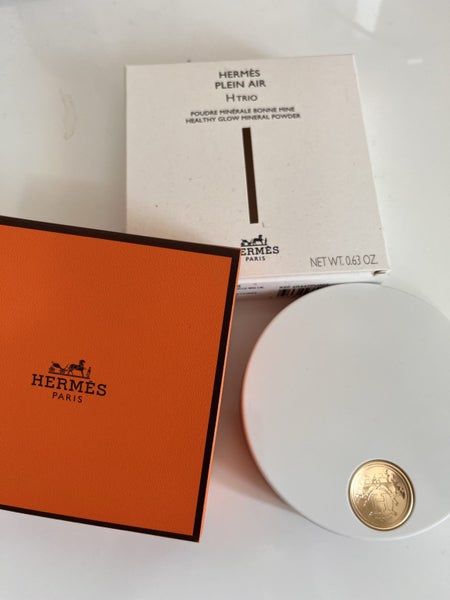 HERMÈS
PLEIN AIR
H TRIO
POUDRE MINÉRALE BONNE MINE
HEALTHY GLOW MINERAL POWDER
HERMÈS
PARIS
NET WT. 0.63 OZ.
HERMÈS
PARIS